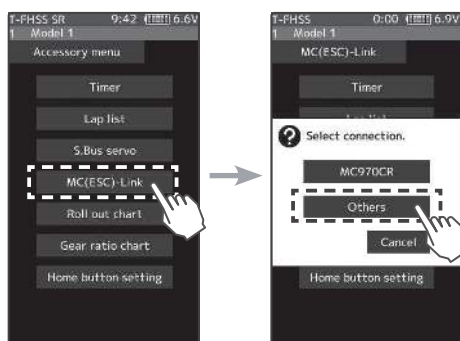 T-FHSS SR 9:42 6.6V
1 Model 1
Accessory menu
Timer
Lap list
S.Bus servo
MC(ESC)-Link
Roll out chart
Gear ratio chart
Home button setting
T-FHSS 0:00 6.9V
1 Model 1
MC(ESC)-Link
Timer
Select connection.
MC970CR
Others
Cancel
Home button setting